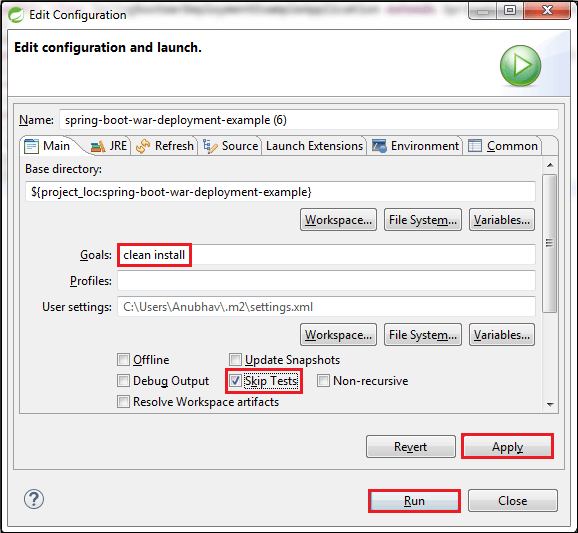 Edit Configuration
Edit configuration and launch.
Name: spring-boot-war-deployment-example (6)
Main JRE Refresh Source Launch Extensions Environment Common
Base directory:
${project_loc:spring-boot-war-deployment-example}
Workspace... File System... Variables...
Goals: clean install
Profiles:
User settings: C:\Users\Anubhav\.m2\settings.xml
Workspace... File System... Variables...
Offline Update Snapshots
Debug Output Skip Tests Non-recursive
Resolve Workspace artifacts
Revert Apply
? Run Close